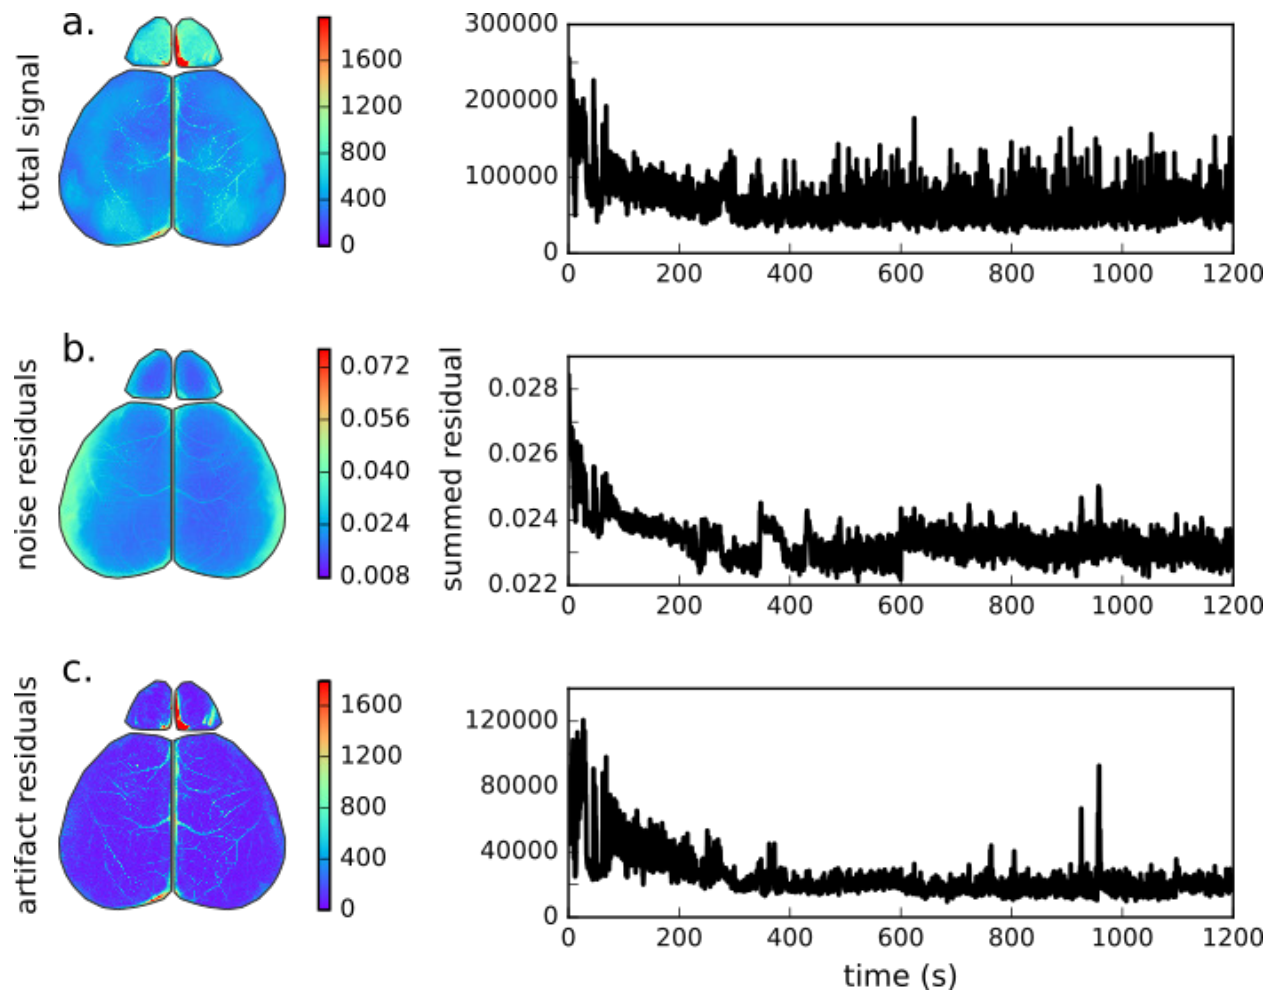 a.
total signal
1600
1200
800
400
0
300000
200000
100000
0
0 200 400 600 800 1000 1200
b.
noise residuals
0.072
0.056
0.040
0.024
0.008
summed residual
0.028
0.026
0.024
0.022
0 200 400 600 800 1000 1200
c.
artifact residuals
1600
1200
800
400
0
120000
80000
40000
0
0 200 400 600 800 1000 1200
time (s)